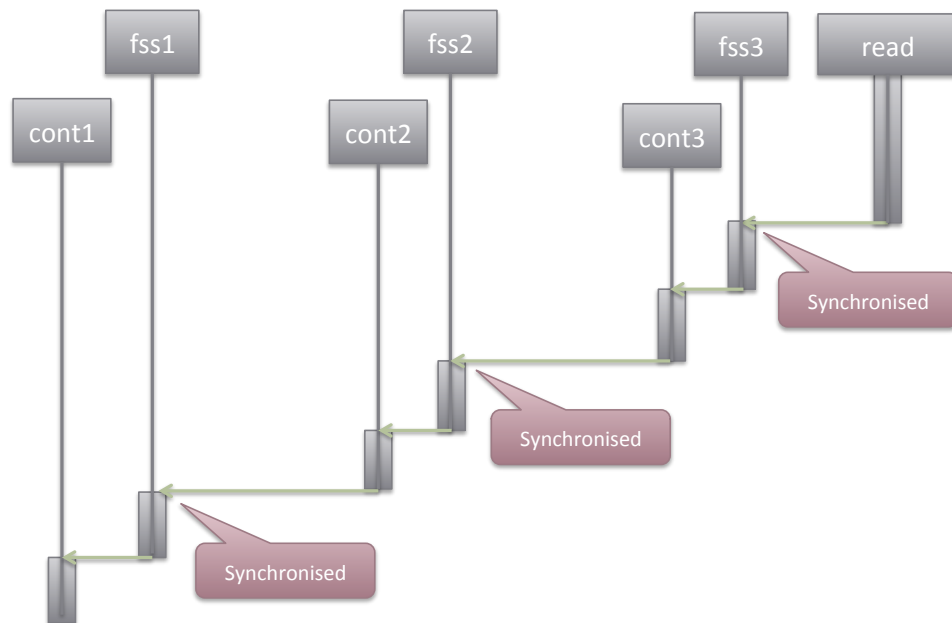 fss1
fss2
fss3
read
cont1
cont2
cont3
Synchronised
Synchronised
Synchronised